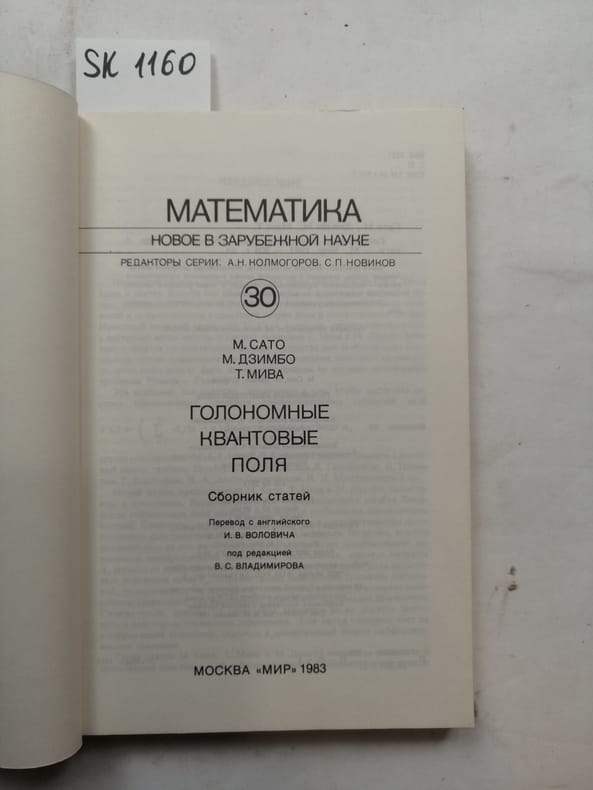 SK 1160
МАТЕМАТИКА
НОВОЕ В ЗАРУБЕЖНОЙ НАУКЕ
РЕДАКТОРЫ СЕРИИ: А.Н. КОЛМОГОРОВ, С.П. НОВИКОВ
30
М. САТО
М. ДЗИМБО
Т. МИВА
ГОЛОНОМНЫЕ
КВАНТОВЫЕ
ПОЛЯ
Сборник статей
Перевод с английского
И. В. ВОЛОВИЧА
под редакцией
В. С. ВЛАДИМИРОВА
МОСКВА «МИР» 1983